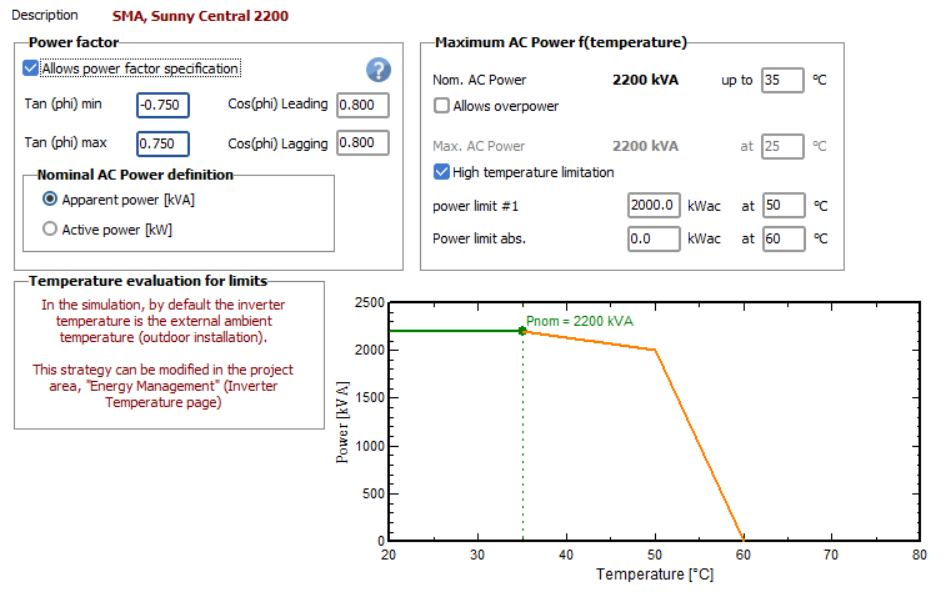 Description SMA, Sunny Central 2200
Power factor
Allows power factor specification
?
Tan (phi) min -0.750 Cos(phi) Leading 0.800
Tan (phi) max 0.750 Cos(phi) Lagging 0.800
Nominal AC Power definition
Apparent power [kVA]
Active power [kW]
Maximum AC Power f(temperature)
Nom. AC Power 2200 kVA up to 35 °C
Allows overpower
Max. AC Power 2200 kVA at 25 °C
High temperature limitation
power limit #1 2000.0 kWac at 50 °C
Power limit abs. 0.0 kWac at 60 °C
Temperature evaluation for limits
In the simulation, by default the inverter
temperature is the external ambient
temperature (outdoor installation).
This strategy can be modified in the project
area, "Energy Management" (Inverter
Temperature page)
Power [kVA]
2500
2000
1500
1000
500
0
Pnom = 2200 kVA
20 30 40 50 60 70 80
Temperature [°C]